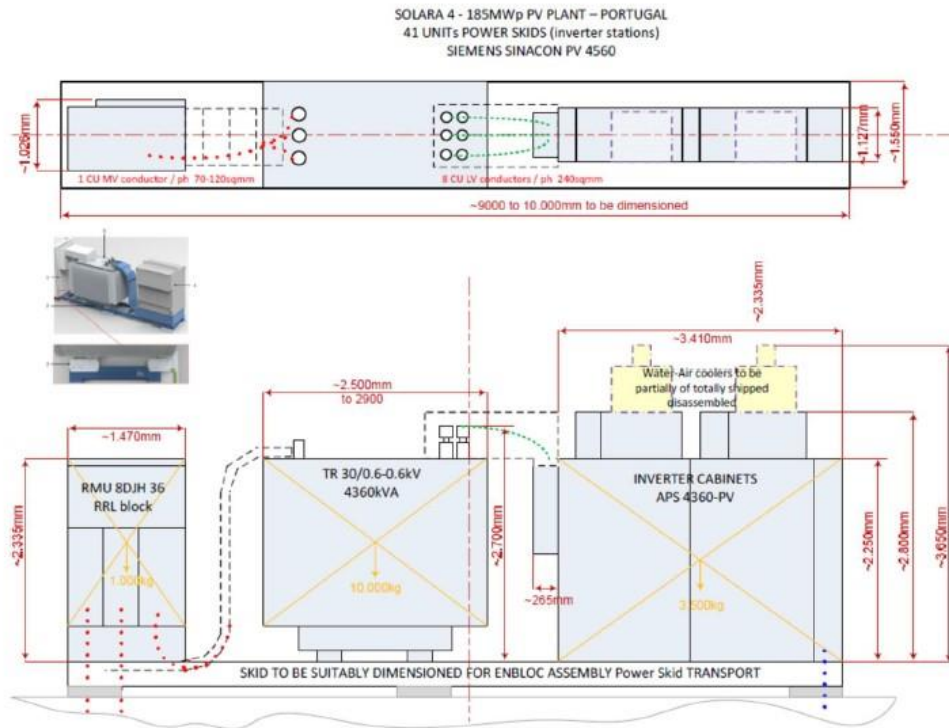 SOLARA 4 - 185MWp PV PLANT – PORTUGAL
41 UNITs POWER SKIDS (inverter stations)
SIEMENS SINACON PV 4560
~1.026mm
1 CU MV conductor / ph 70-120sqmm
8 CU LV conductors / ph 240sqmm
~1.127mm
~1.550mm
~9000 to 10.000mm to be dimensioned
~2.335mm
~3.410mm
Water-Air coolers to be
partially of totally shipped
disassembled
~2.500mm
to 2900
~1.470mm
RMU 8DJH 36
RRL block
TR 30/0.6-0.6kV
4360kVA
INVERTER CABINETS
APS 4360-PV
~2.335mm
~2.700mm
~2.250mm
~2.800mm
~3.650mm
1.000kg
10.000kg
~265mm
3.500kg
SKID TO BE SUITABLY DIMENSIONED FOR ENBLOC ASSEMBLY Power Skid TRANSPORT